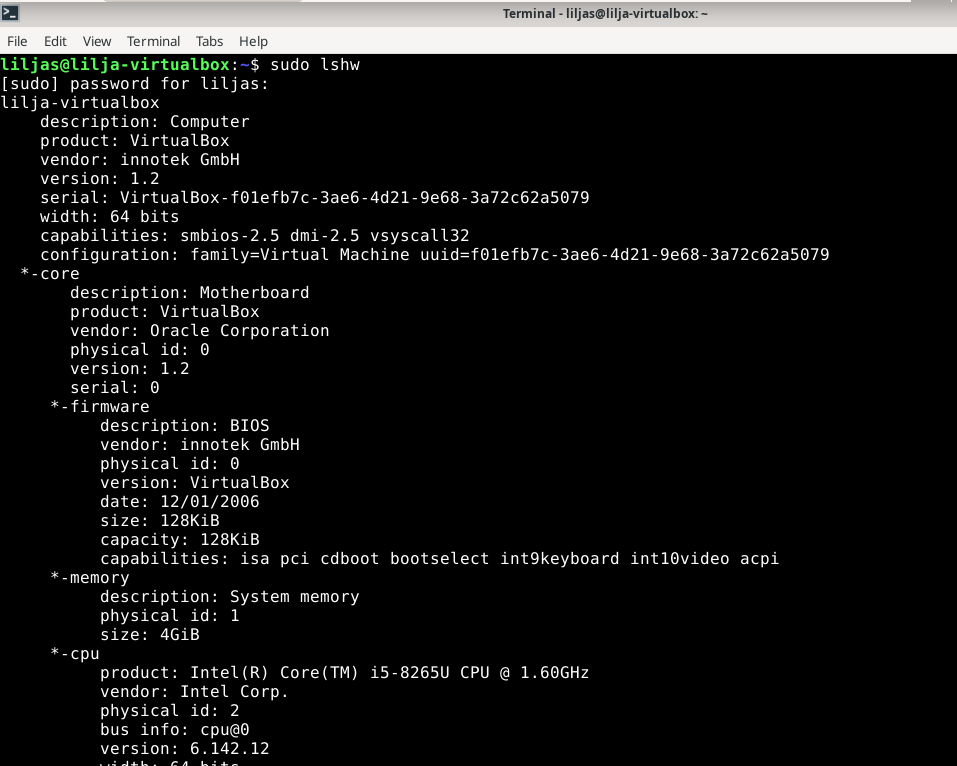 Terminal - liljas@lilja-virtualbox: ~
File Edit View Terminal Tabs Help
liljas@lilja-virtualbox:~$ sudo lshw
[sudo] password for liljas:
lilja-virtualbox
    description: Computer
    product: VirtualBox
    vendor: innotek GmbH
    version: 1.2
    serial: VirtualBox-f01efb7c-3ae6-4d21-9e68-3a72c62a5079
    width: 64 bits
    capabilities: smbios-2.5 dmi-2.5 vsyscall32
    configuration: family=Virtual Machine uuid=f01efb7c-3ae6-4d21-9e68-3a72c62a5079
  *-core
       description: Motherboard
       product: VirtualBox
       vendor: Oracle Corporation
       physical id: 0
       version: 1.2
       serial: 0
     *-firmware
          description: BIOS
          vendor: innotek GmbH
          physical id: 0
          version: VirtualBox
          date: 12/01/2006
          size: 128KiB
          capacity: 128KiB
          capabilities: isa pci cdboot bootselect int9keyboard int10video acpi
     *-memory
          description: System memory
          physical id: 1
          size: 4GiB
     *-cpu
          product: Intel(R) Core(TM) i5-8265U CPU @ 1.60GHz
          vendor: Intel Corp.
          physical id: 2
          bus info: cpu@0
          version: 6.142.12
          width: 64 bits